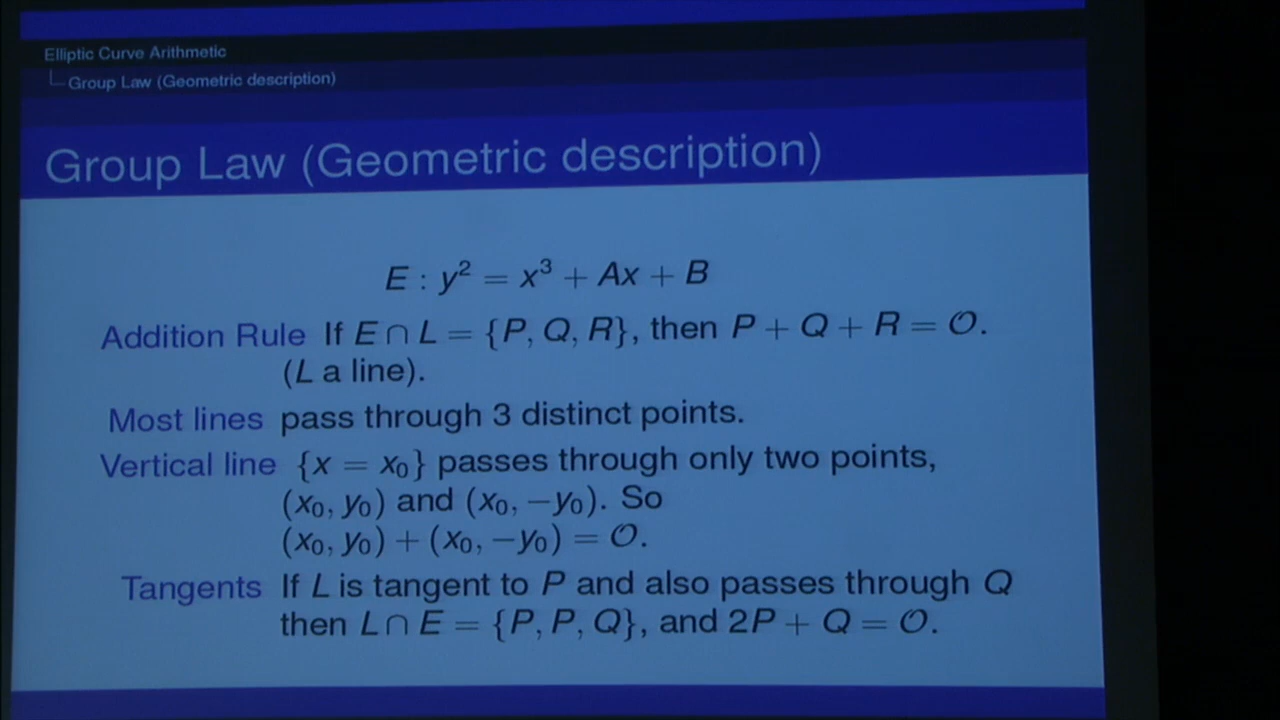 Elliptic Curve Arithmetic
Group Law (Geometric description)
Group Law (Geometric description)
E : y² = x³ + Ax + B
Addition Rule If E ∩ L = {P, Q, R}, then P + Q + R = O.
(L a line).
Most lines pass through 3 distinct points.
Vertical line {x = x₀} passes through only two points,
(x₀, y₀) and (x₀, −y₀). So
(x₀, y₀) + (x₀, −y₀) = O.
Tangents If L is tangent to P and also passes through Q
then L ∩ E = {P, P, Q}, and 2P + Q = O.